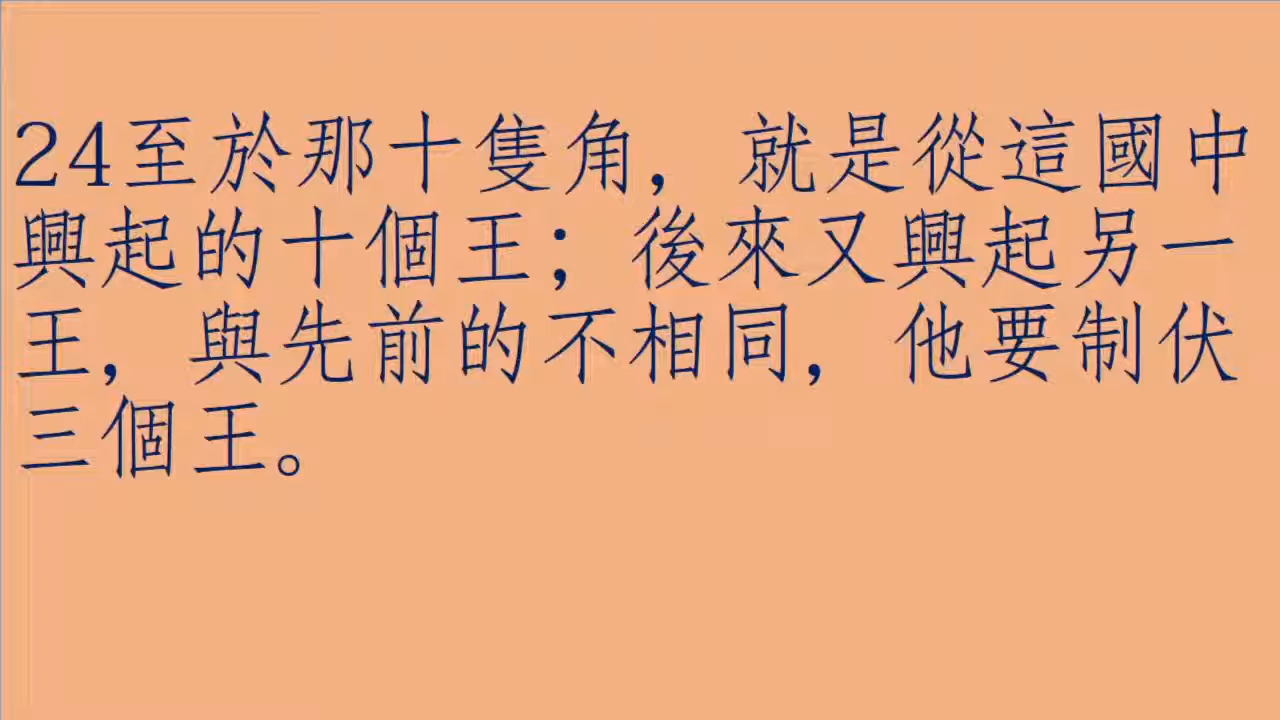 24至於那十隻角，就是從這國中
興起的十個王；後來又興起另一
王，與先前的不相同，他要制伏
三個王。